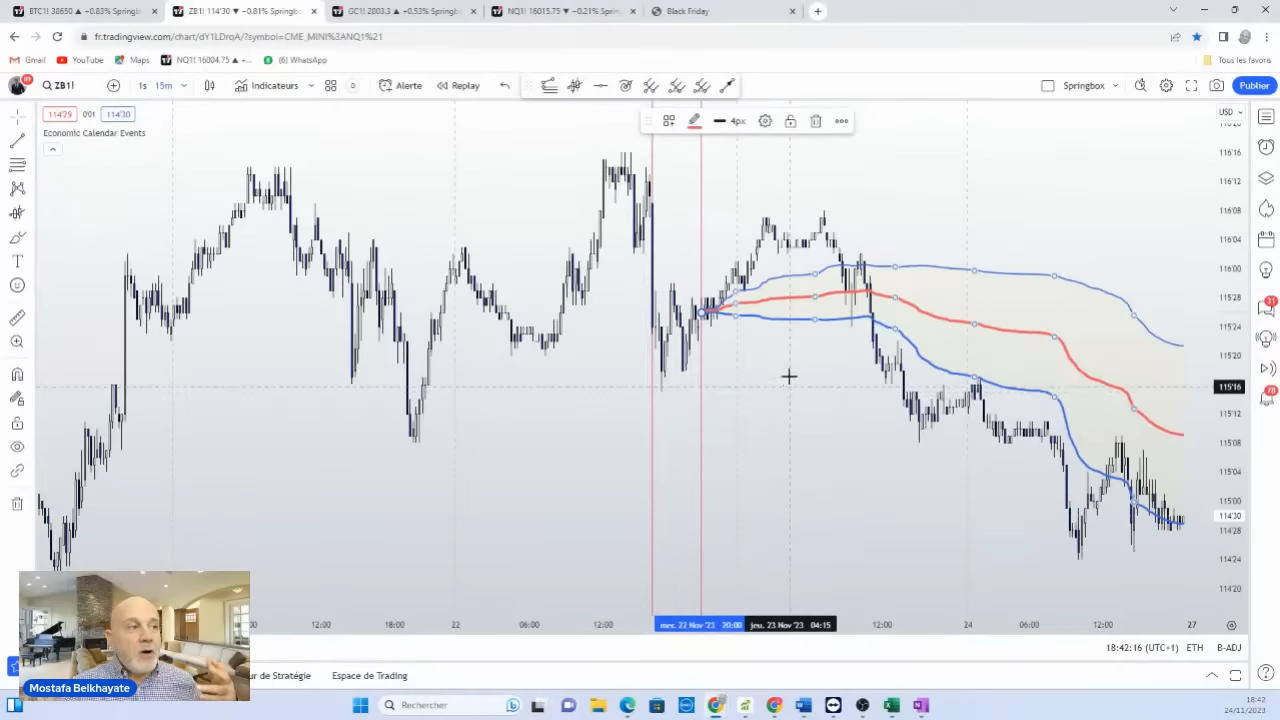 BTC1! 38650 ▲ +0.83% Springbo
ZB1! 114'30 ▼ −0.81% Springbo
GC1! 2003.3 ▲ +0.53% Springbo
NQ1! 16015.75 ▼ −0.21% Springb
Black Friday
fr.tradingview.com/chart/dY1LDrqA/?symbol=CME_MINI%3ANQ1%21
Gmail
YouTube
Maps
NQ1! 16004.75 ▲ +...
(6) WhatsApp
Tous les favoris
ZB1!
1s
15m
Indicateurs
Alerte
Replay
Springbox
Publier
114'29
001
114'30
Economic Calendar Events
4px
USD
116'16
116'12
116'08
116'04
116'00
115'28
115'24
115'20
115'16
115'12
115'08
115'04
115'00
114'30
114'28
114'24
114'20
12:00
18:00
22
06:00
12:00
mer. 22 Nov '23 20:00
jeu. 23 Nov '23 04:15
12:00
24
06:00
12:00
27
18:42:16 (UTC+1)
ETH
B-ADJ
ur de Stratégie
Espace de Trading
31
78
Mostafa Belkhayate
Rechercher
18:42
24/11/2023